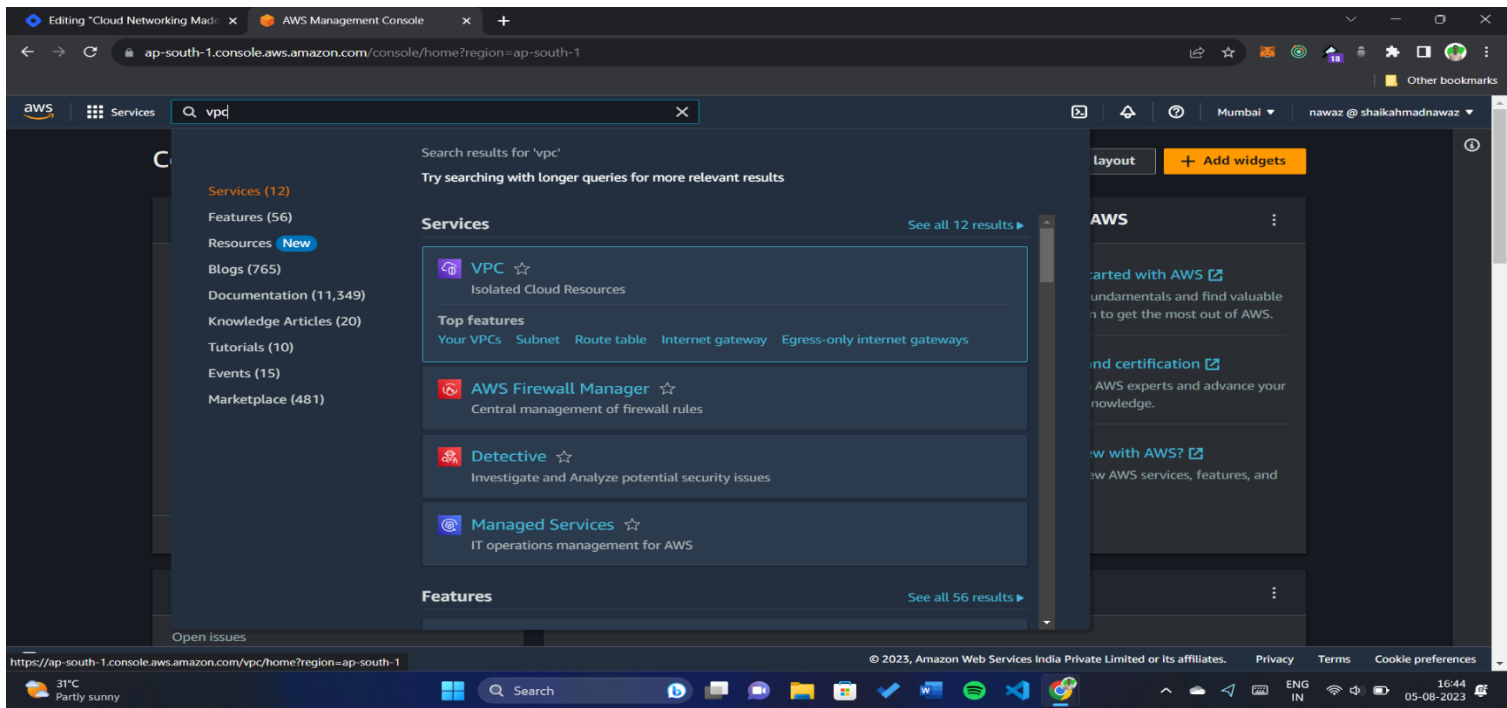 Editing "Cloud Networking Made
AWS Management Console
ap-south-1.console.aws.amazon.com/console/home?region=ap-south-1
18
Other bookmarks
aws Services vpc Mumbai nawaz @ shaikahmadnawaz
Search results for 'vpc'
Try searching with longer queries for more relevant results
layout + Add widgets
Services (12)
Features (56)
Resources New
Blogs (765)
Documentation (11,349)
Knowledge Articles (20)
Tutorials (10)
Events (15)
Marketplace (481)
Services See all 12 results
VPC
Isolated Cloud Resources
Top features
Your VPCs Subnet Route table Internet gateway Egress-only internet gateways
AWS Firewall Manager
Central management of firewall rules
Detective
Investigate and Analyze potential security issues
Managed Services
IT operations management for AWS
Features See all 56 results
AWS
with AWS
and find valuable
to get the most out of AWS.
certification
AWS experts and advance your
with AWS?
AWS services, features, and
Open issues
https://ap-south-1.console.aws.amazon.com/vpc/home?region=ap-south-1
© 2023, Amazon Web Services India Private Limited or its affiliates. Privacy Terms Cookie preferences
31°C
Partly sunny
Search
ENG
IN
16:44
05-08-2023